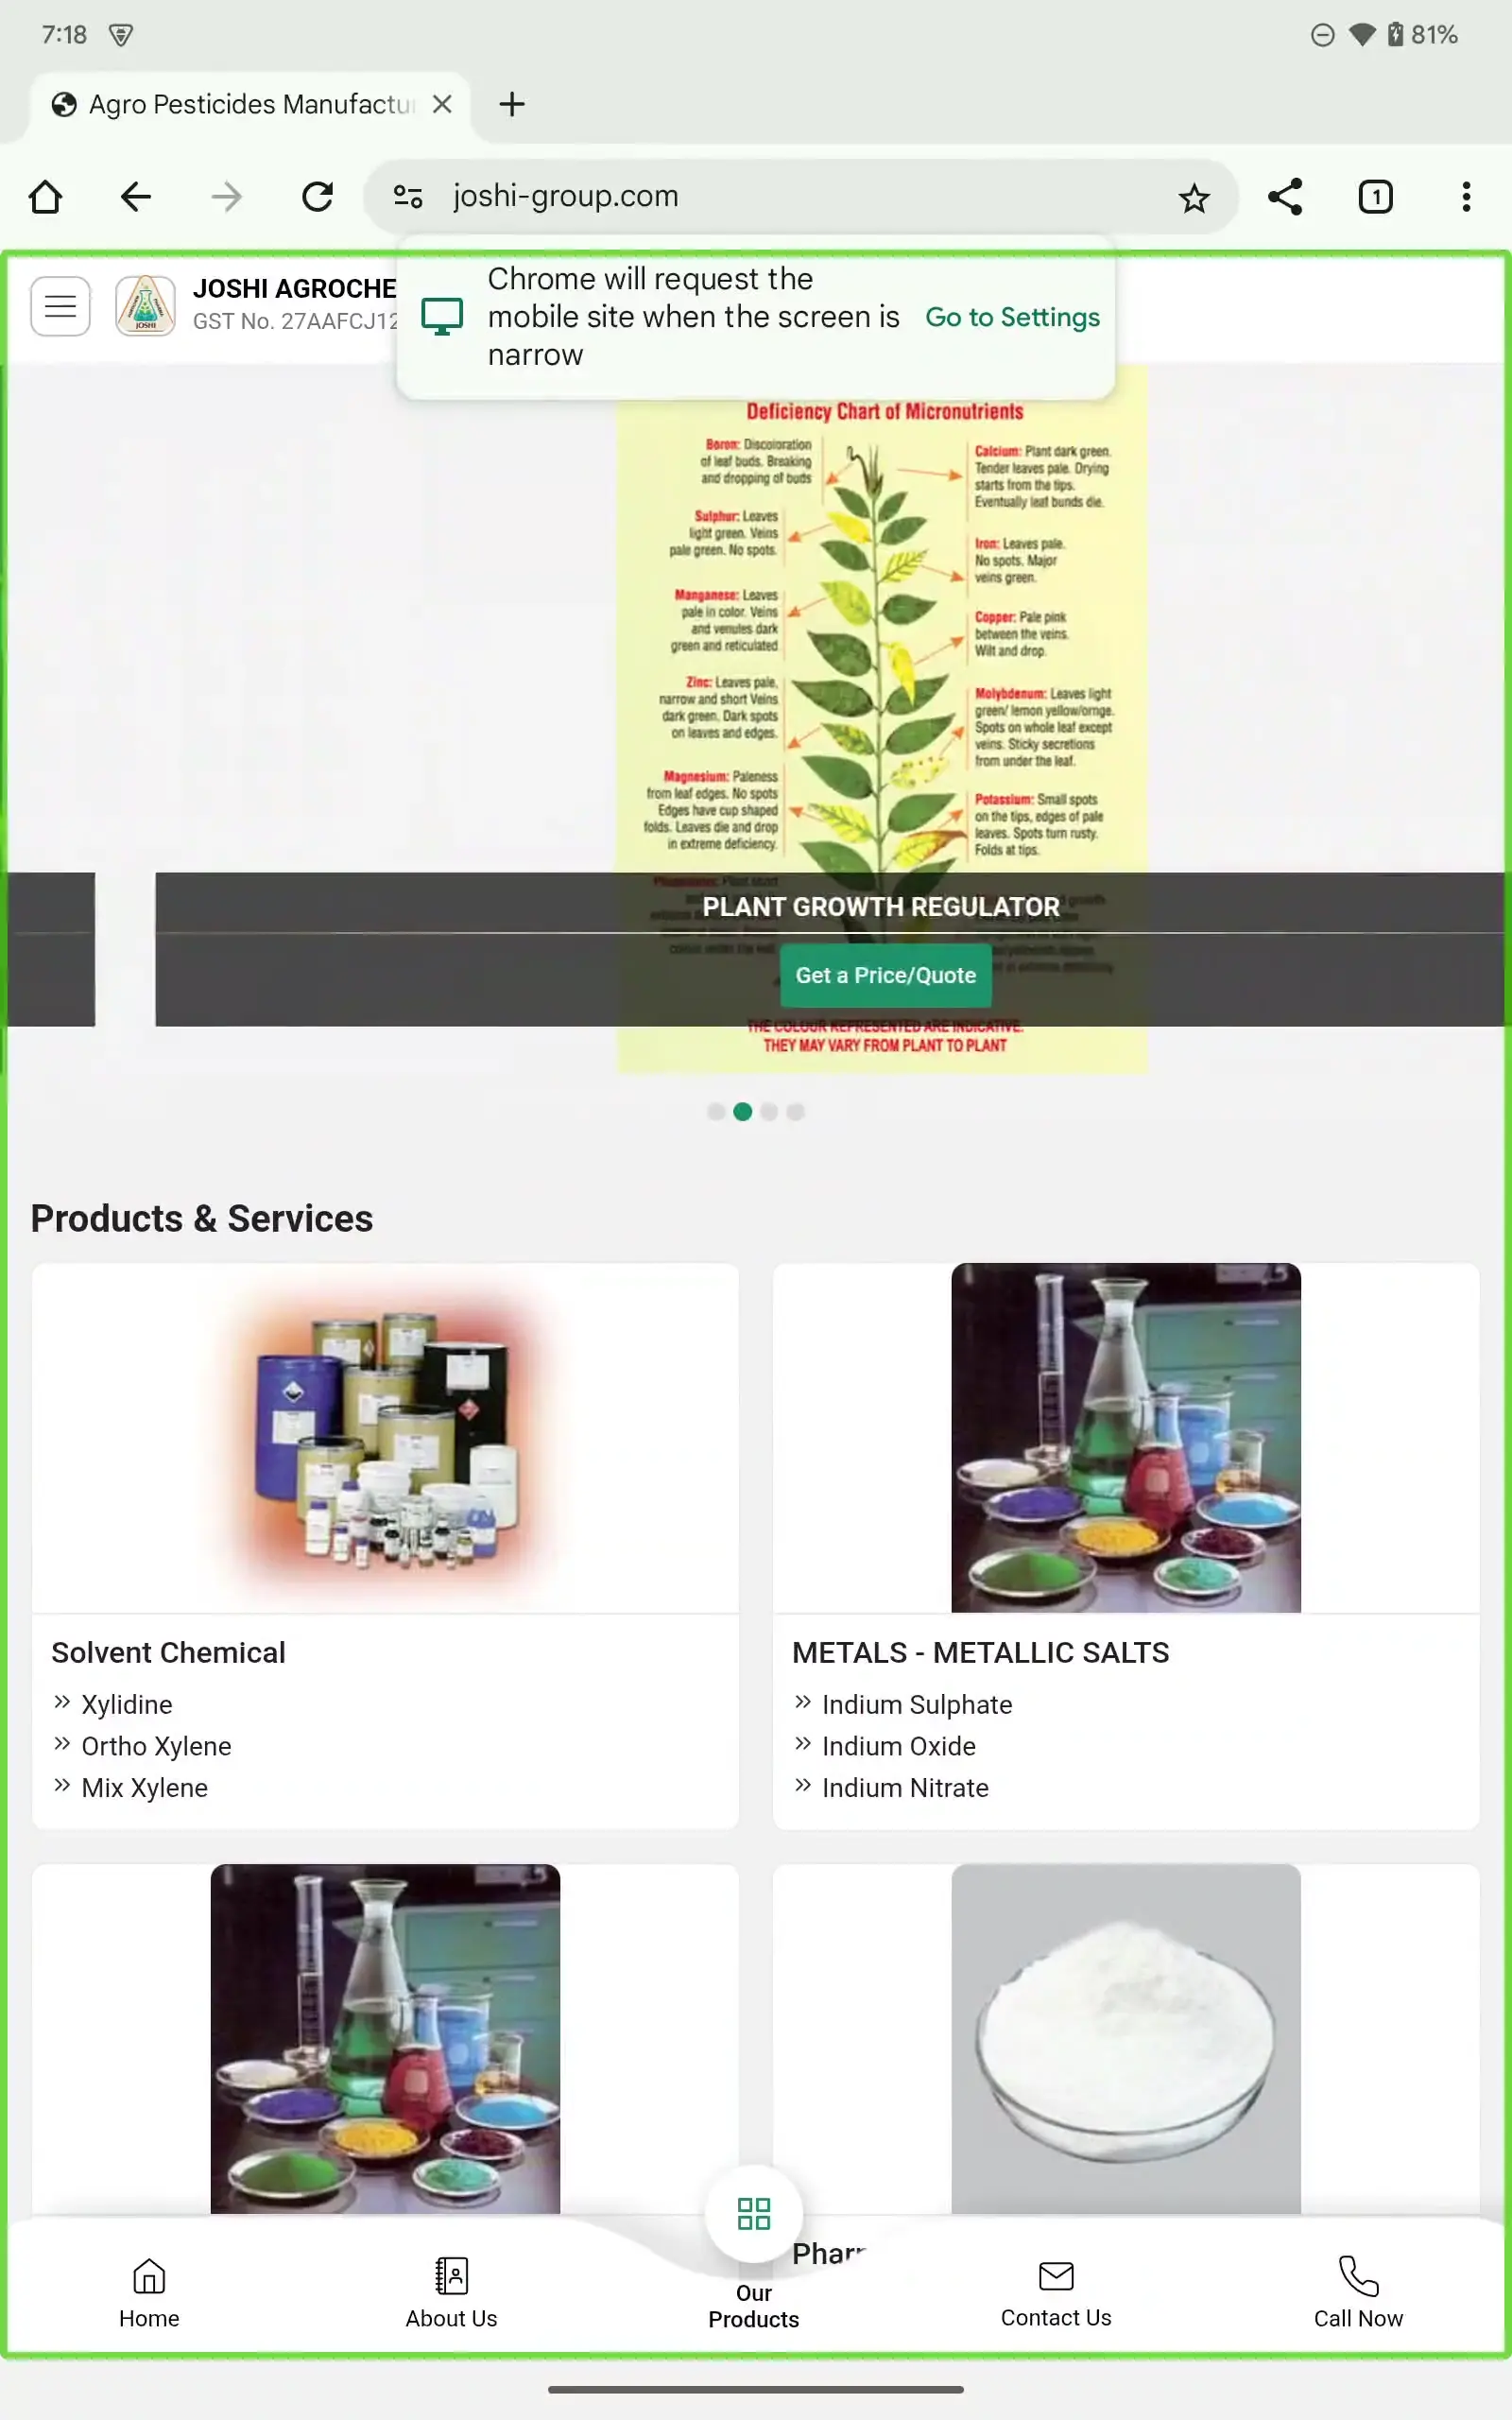 7:18
81%
Agro Pesticides Manufactu
joshi-group.com
1
JOSHI AGROCHE
GST No. 27AAFCJ12
JOSHI
Chrome will request the
mobile site when the screen is
narrow
Go to Settings
Deficiency Chart of Micronutrients
Boron: Discoloration
of leaf buds. Breaking
and dropping of buds
Sulphur: Leaves
light green. Veins
pale green. No spots.
Manganese: Leaves
pale in color. Veins
and venules dark
green and reticulated
Zinc: Leaves pale,
narrow and short Veins
dark green. Dark spots
on leaves and edges.
Magnesium: Paleness
from leaf edges. No spots
Edges have cup shaped
folds. Leaves die and drop
in extreme deficiency.
Calcium: Plant dark green.
Tender leaves pale. Drying
starts from the tips.
Eventually leaf bunds die.
Iron: Leaves pale.
No spots. Major
veins green.
Copper: Pale pink
between the veins.
Wilt and drop.
Molybdenum: Leaves light
green/ lemon yellow/ornge.
Spots on whole leaf except
veins. Sticky secretions
from under the leaf.
Potassium: Small spots
on the tips, edges of pale
leaves. Spots turn rusty.
Folds at tips.
PLANT GROWTH REGULATOR
Get a Price/Quote
THE COLOUR REPRESENTED ARE INDICATIVE.
THEY MAY VARY FROM PLANT TO PLANT
Products & Services
Solvent Chemical
» Xylidine
» Ortho Xylene
» Mix Xylene
METALS - METALLIC SALTS
» Indium Sulphate
» Indium Oxide
» Indium Nitrate
Phar
Home
About Us
Our
Products
Contact Us
Call Now